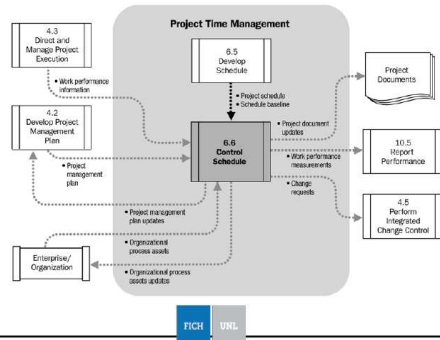 Project Time Management
4.3
Direct and
Manage Project
Execution
• Work performance
information
6.5
Develop
Schedule
• Project schedule
• Schedule baseline
Project
Documents
4.2
Develop Project
Management
Plan
• Project
management
plan
6.6
Control
Schedule
• Project document
updates
• Work performance
measurements
• Change
requests
10.5
Report
Performance
4.5
Perform
Integrated
Change Control
• Project management
plan updates
• Organizational
process assets
• Organizational process
assets updates
Enterprise/
Organization
FICH UNL